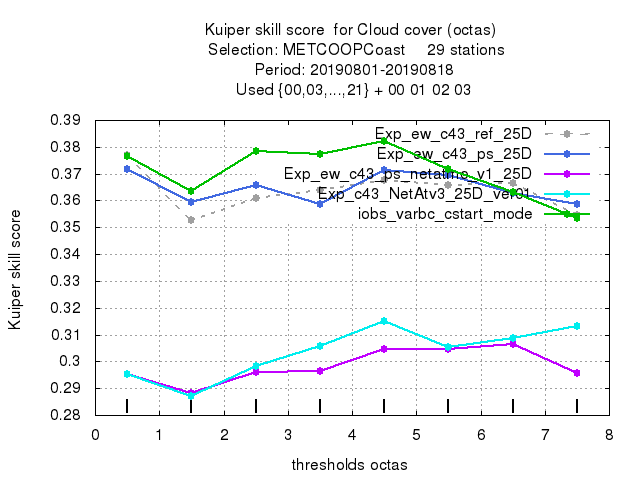 Kuiper skill score  for Cloud cover (octas)
Selection: METCOOPCoast     29 stations
Period: 20190801-20190818
Used {00,03,...,21} + 00 01 02 03
0.39
0.38
0.37
0.36
0.35
0.34
0.33
0.32
0.31
0.3
0.29
0.28
Kuiper skill score
Exp_ew_c43_ref_25D
Exp_ew_c43_ps_25D
Exp_ew_c43_ps_netatmo_v1_25D
Exp_c43_NetAtv3_25D_ver01
iobs_varbc_cstart_mode
0 1 2 3 4 5 6 7 8
thresholds octas